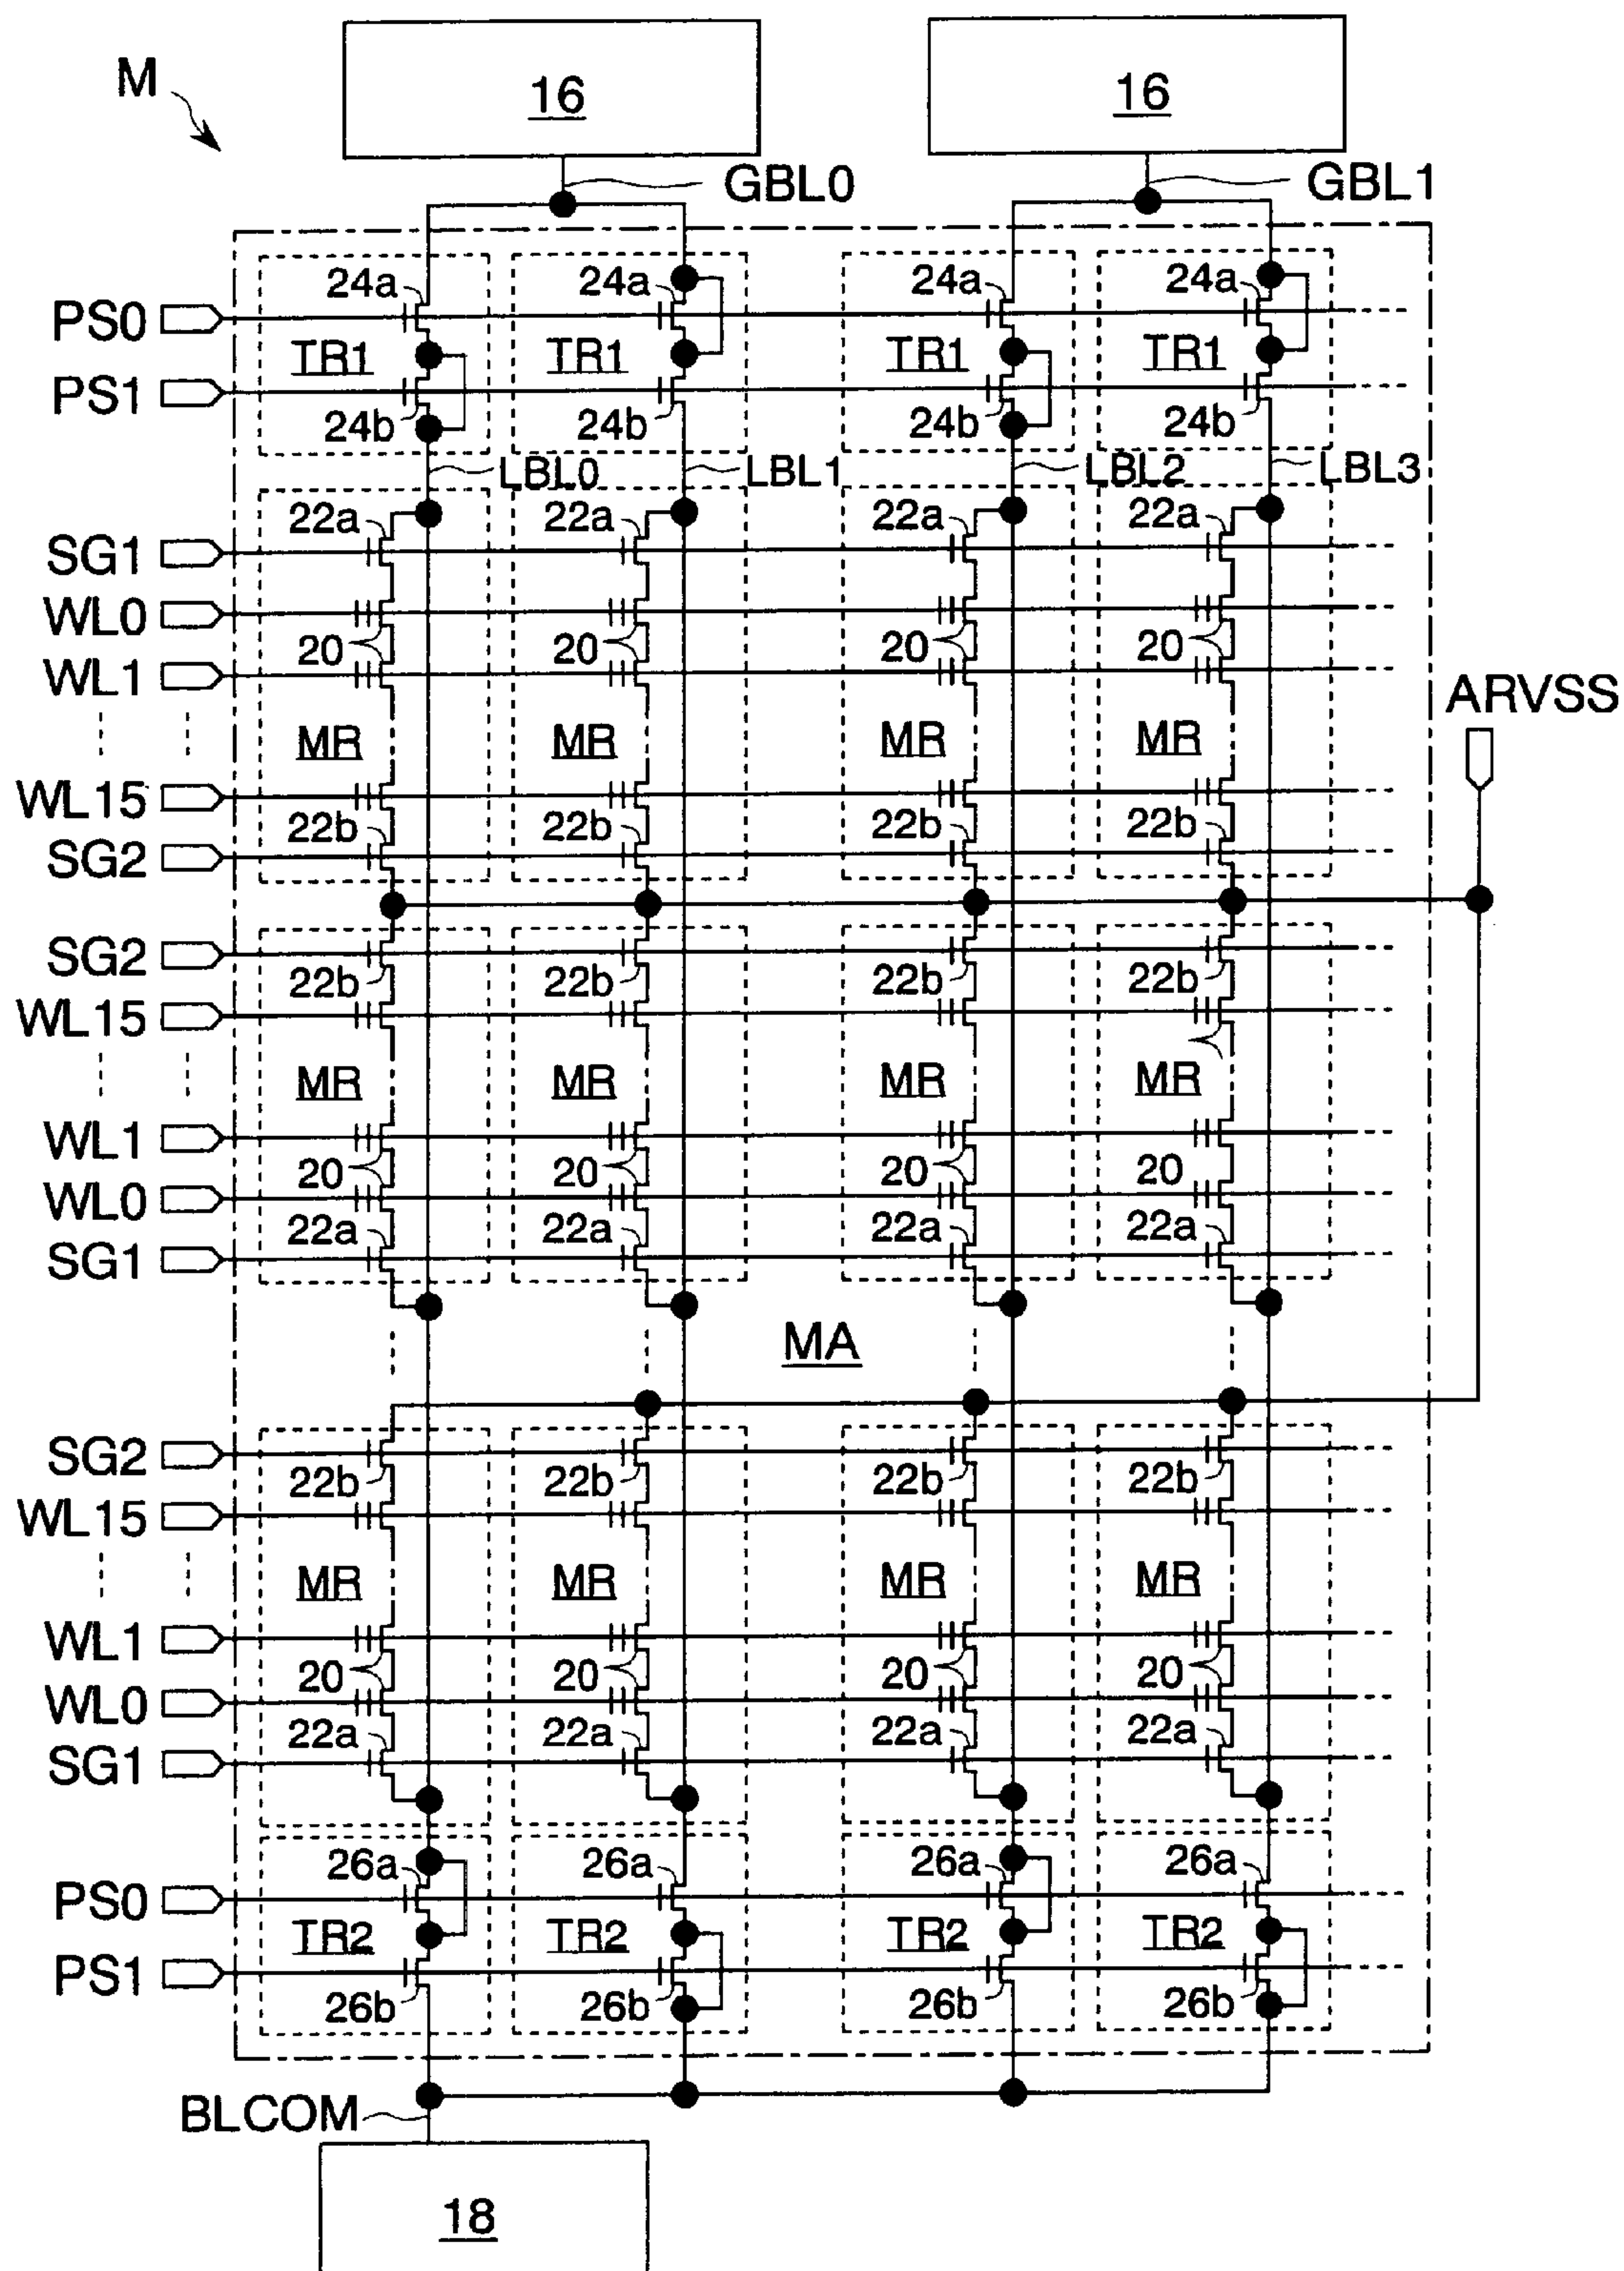 M
16 16
GBL0 GBL1
24a 24a 24a 24a
PS0
TR1 TR1 TR1 TR1
PS1
24b 24b 24b 24b
LBL0 LBL1 LBL2 LBL3
22a 22a 22a 22a
SG1
WL0
20 20 20 20
WL1
ARVSS
MR MR MR MR
WL15
22b 22b 22b 22b
SG2
SG2
22b 22b 22b 22b
WL15
MR MR MR MR
WL1
20 20 20 20
WL0
22a 22a 22a 22a
SG1
MA
SG2
22b 22b 22b 22b
WL15
MR MR MR MR
WL1
20 20 20 20
WL0
22a 22a 22a 22a
SG1
26a 26a 26a 26a
PS0
TR2 TR2 TR2 TR2
PS1
26b 26b 26b 26b
BLCOM
18